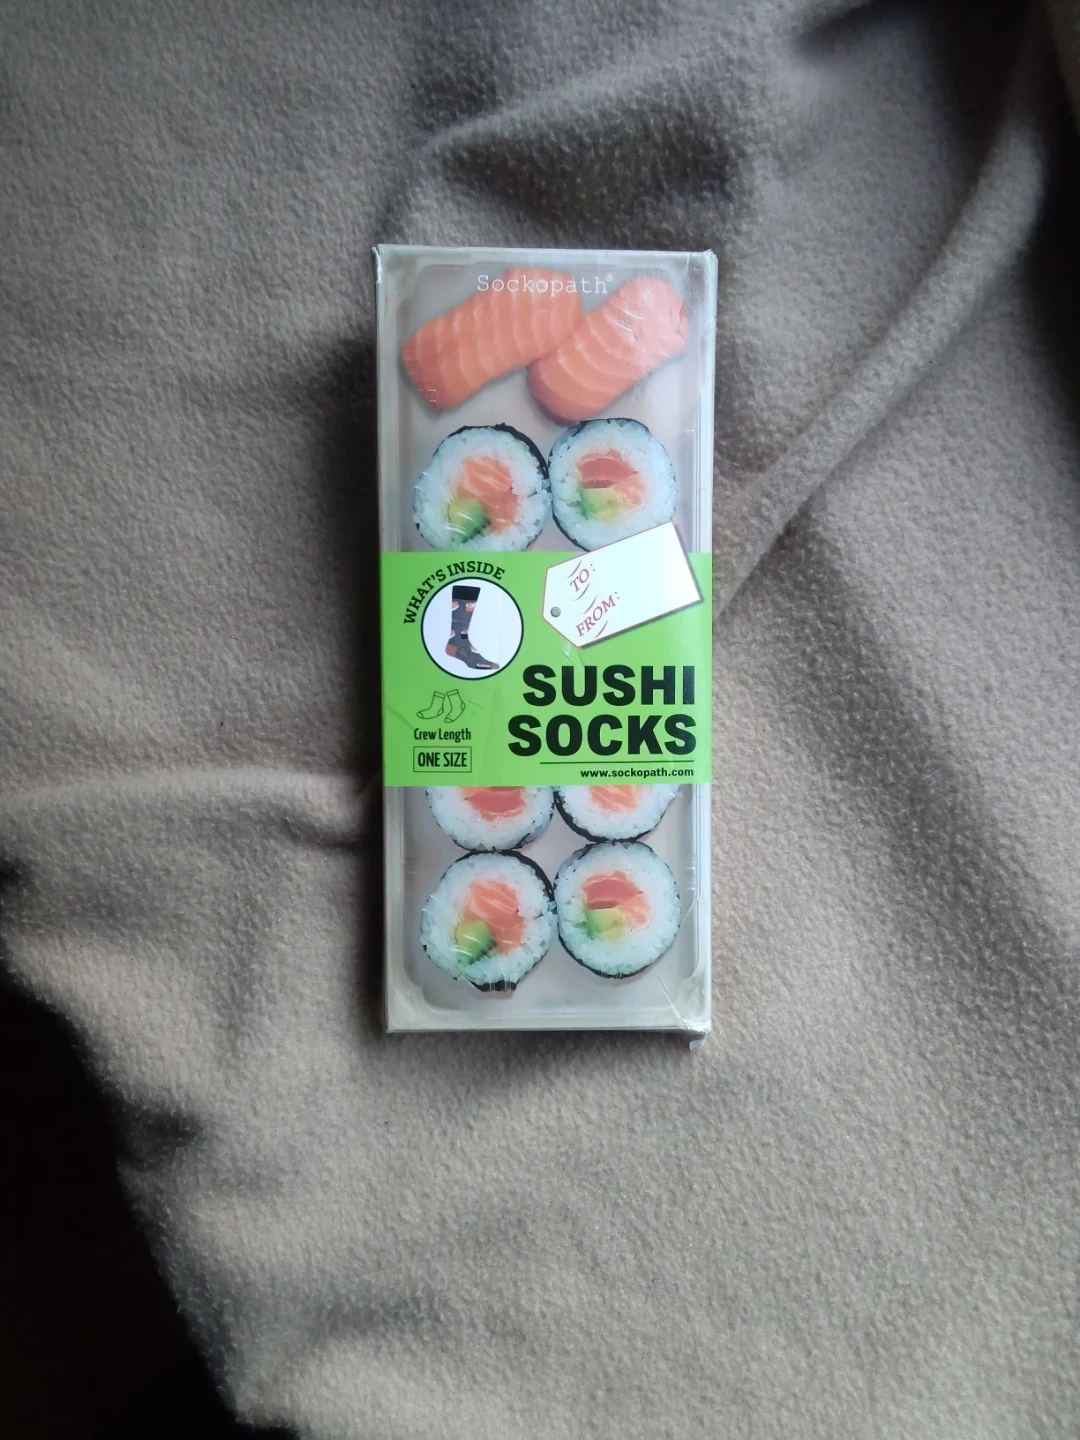 Sockopath®
WHAT'S INSIDE
TO:
FROM:
SUSHI
SOCKS
Crew Length
ONE SIZE
www.sockopath.com